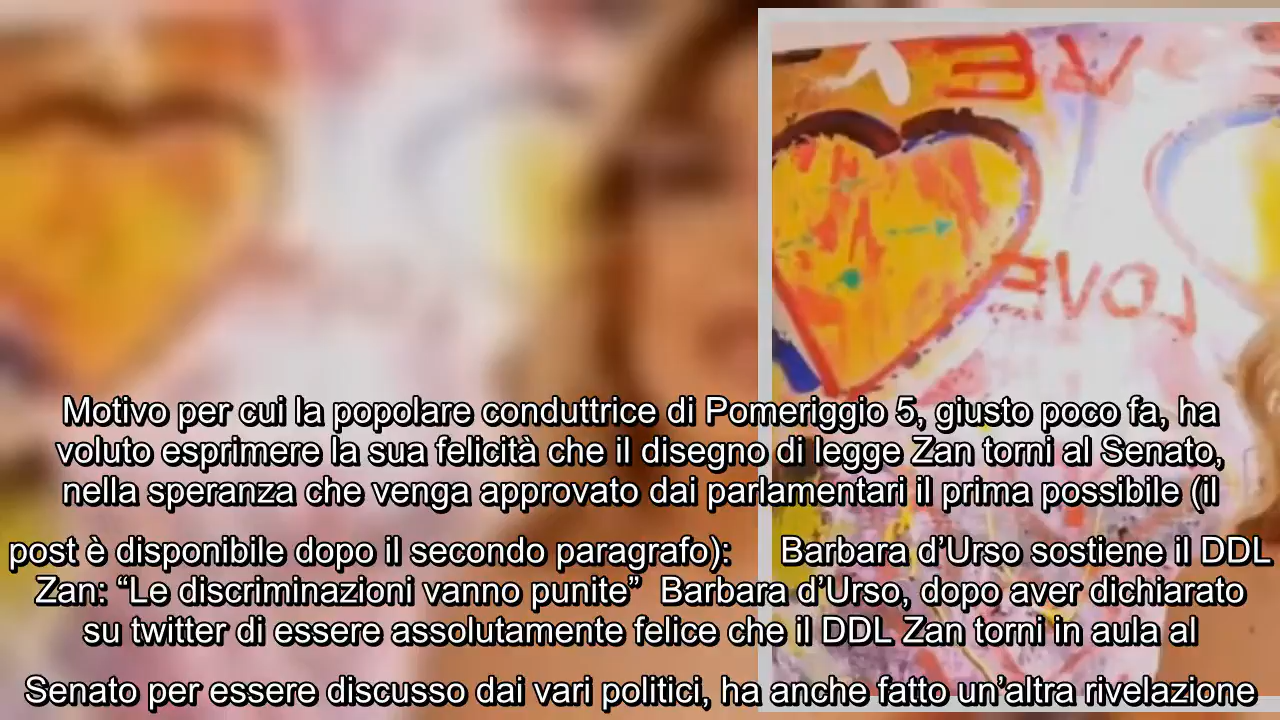 VE
LOVE
Motivo per cui la popolare conduttrice di Pomeriggio 5, giusto poco fa, ha
voluto esprimere la sua felicità che il disegno di legge Zan torni al Senato,
nella speranza che venga approvato dai parlamentari il prima possibile (il
post è disponibile dopo il secondo paragrafo): Barbara d’Urso sostiene il DDL
Zan: “Le discriminazioni vanno punite” Barbara d’Urso, dopo aver dichiarato
su twitter di essere assolutamente felice che il DDL Zan torni in aula al
Senato per essere discusso dai vari politici, ha anche fatto un’altra rivelazione